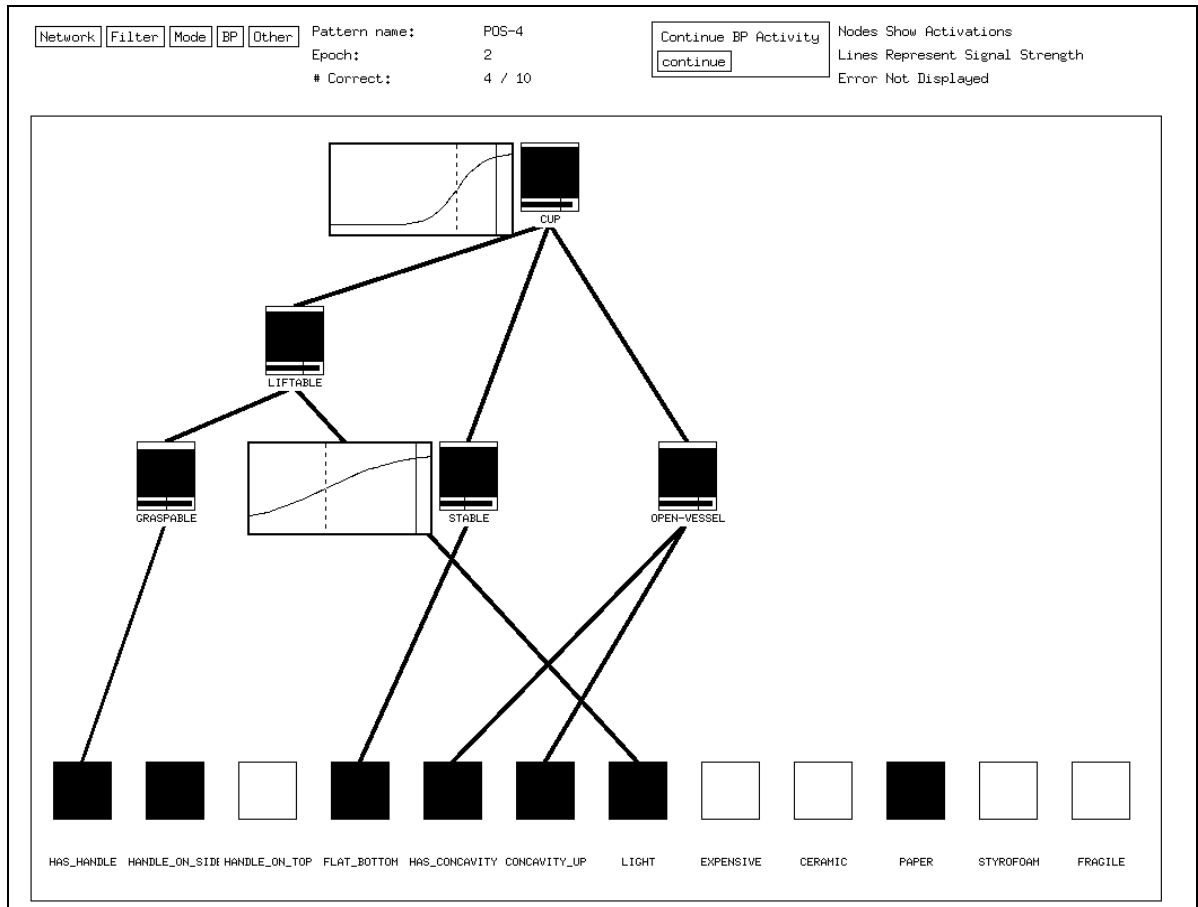 Network Filter Mode BP Other
Pattern name: POS-4
Epoch: 2
# Correct: 4 / 10
Continue BP Activity
continue
Nodes Show Activations
Lines Represent Signal Strength
Error Not Displayed
CUP
LIFTABLE
GRASPABLE
STABLE
OPEN-VESSEL
HAS_HANDLE HANDLE_ON_SIDE HANDLE_ON_TOP FLAT_BOTTOM HAS_CONCAVITY CONCAVITY_UP LIGHT EXPENSIVE CERAMIC PAPER STYROFOAM FRAGILE